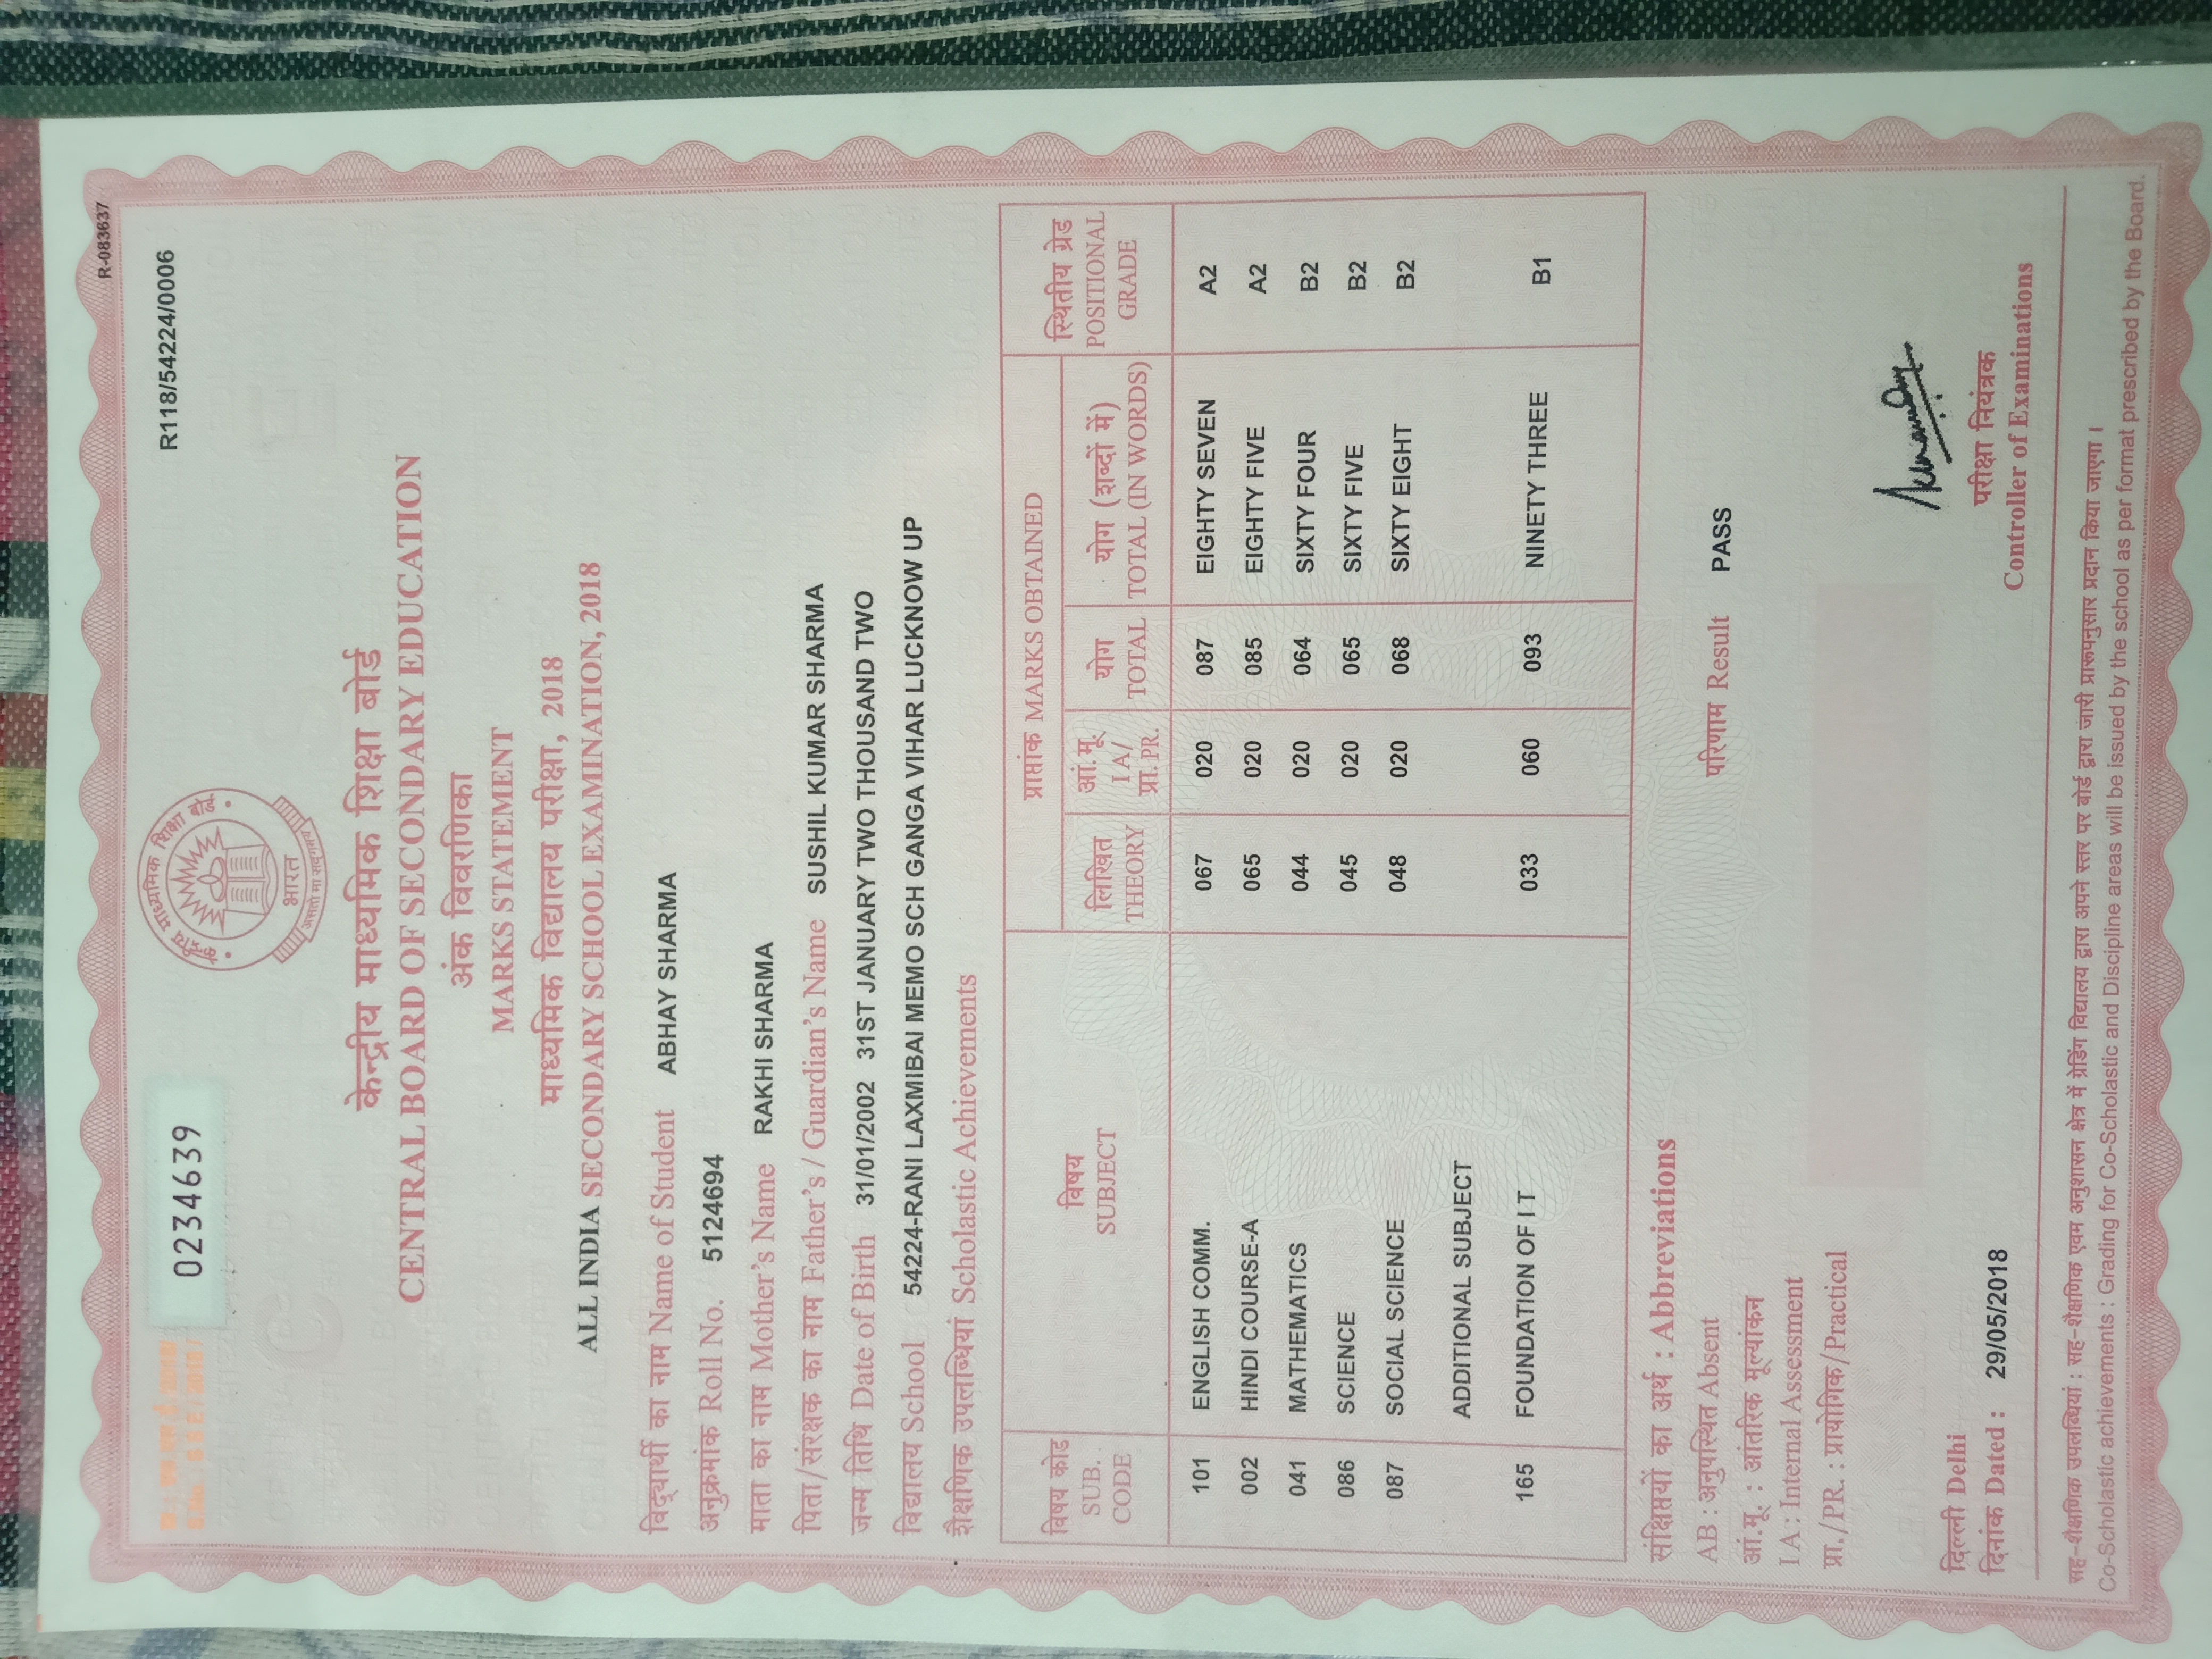 R-083637
S.No. : S S E / 2018 /
0234639
R118/54224/0006
केन्द्रीय माध्यमिक शिक्षा बोर्ड
भारत
असतो मा सद्गमय
केन्द्रीय माध्यमिक शिक्षा बोर्ड
CENTRAL BOARD OF SECONDARY EDUCATION
अंक विवरणिका
MARKS STATEMENT
माध्यमिक विद्यालय परीक्षा, 2018
ALL INDIA SECONDARY SCHOOL EXAMINATION, 2018
विद्यार्थी का नाम Name of Student ABHAY SHARMA
अनुक्रमांक Roll No. 5124694
माता का नाम Mother's Name RAKHI SHARMA
पिता/संरक्षक का नाम Father's / Guardian's Name SUSHIL KUMAR SHARMA
जन्म तिथि Date of Birth 31/01/2002 31ST JANUARY TWO THOUSAND TWO
विद्यालय School 54224-RANI LAXMIBAI MEMO SCH GANGA VIHAR LUCKNOW UP
शैक्षणिक उपलब्धियां Scholastic Achievements
विषय कोड
SUB.
CODE
विषय
SUBJECT
प्राप्तांक MARKS OBTAINED
लिखित
THEORY
आं.मू.
I A/
प्रा. PR.
योग
TOTAL
योग (शब्दों में)
TOTAL (IN WORDS)
स्थितीय ग्रेड
POSITIONAL
GRADE
101 ENGLISH COMM. 067 020 087 EIGHTY SEVEN A2
002 HINDI COURSE-A 065 020 085 EIGHTY FIVE A2
041 MATHEMATICS 044 020 064 SIXTY FOUR B2
086 SCIENCE 045 020 065 SIXTY FIVE B2
087 SOCIAL SCIENCE 048 020 068 SIXTY EIGHT B2
ADDITIONAL SUBJECT
165 FOUNDATION OF I T 033 060 093 NINETY THREE B1
संक्षिप्तयों का अर्थ : Abbreviations
AB : अनुपस्थित Absent
परिणाम Result PASS
आं.मू. : आंतरिक मूल्यांकन
I A : Internal Assessment
प्रा./PR. : प्रायोगिक/Practical
दिल्ली Delhi
दिनांक Dated : 29/05/2018
परीक्षा नियंत्रक
Controller of Examinations
सह-शैक्षणिक उपलब्धियां : सह-शैक्षणिक एवम अनुशासन क्षेत्र में ग्रेडिंग विद्यालय द्वारा अपने स्तर पर बोर्ड द्वारा जारी प्रारूपनुसार प्रदान किया जाएगा ।
Co-Scholastic achievements : Grading for Co-Scholastic and Discipline areas will be issued by the school as per format prescribed by the Board.